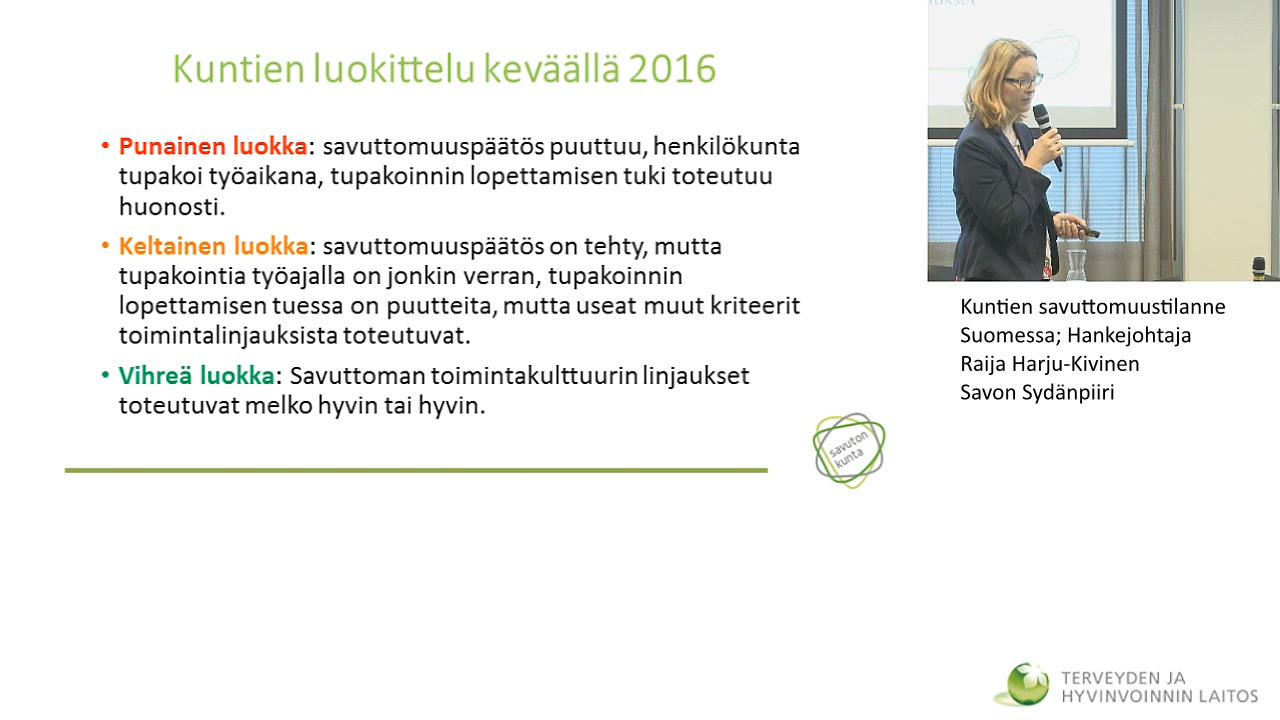 Kuntien luokittelu keväällä 2016
• Punainen luokka: savuttomuuspäätös puuttuu, henkilökunta
tupakoi työaikana, tupakoinnin lopettamisen tuki toteutuu
huonosti.
• Keltainen luokka: savuttomuuspäätös on tehty, mutta
tupakointia työajalla on jonkin verran, tupakoinnin
lopettamisen tuessa on puutteita, mutta useat muut kriteerit
toimintalinjauksista toteutuvat.
• Vihreä luokka: Savuttoman toimintakulttuurin linjaukset
toteutuvat melko hyvin tai hyvin.
savuton
kunta
Kuntien savuttomuustilanne
Suomessa; Hankejohtaja
Raija Harju-Kivinen
Savon Sydänpiiri
TERVEYDEN JA
HYVINVOINNIN LAITOS